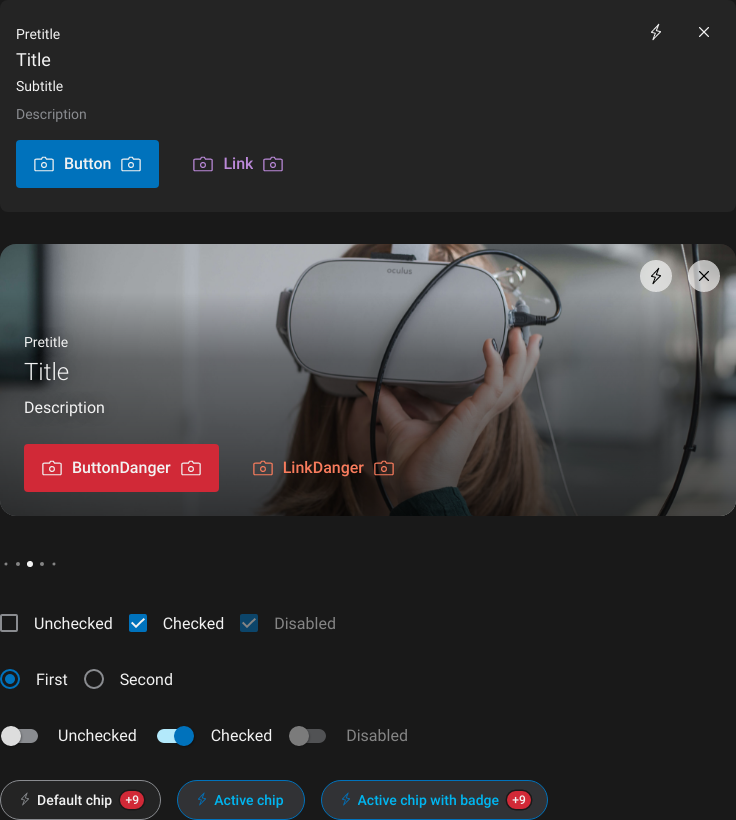 Pretitle
Title
Subtitle
Description
Button
Link
oculus
Pretitle
Title
Description
ButtonDanger
LinkDanger
Unchecked Checked Disabled
First Second
Unchecked Checked Disabled
Default chip +9 Active chip Active chip with badge +9